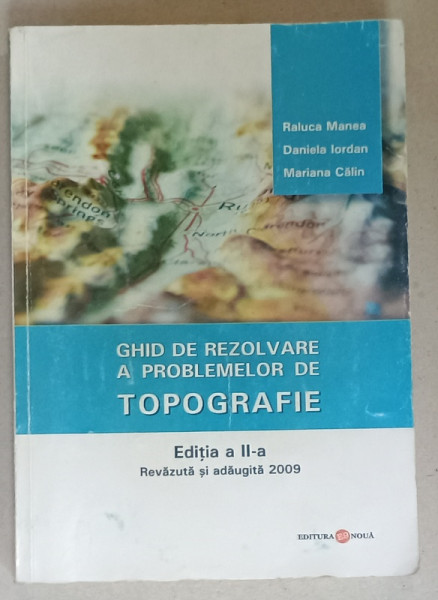 Raluca Manea
Daniela Iordan
Mariana Călin
GHID DE REZOLVARE
A PROBLEMELOR DE
TOPOGRAFIE
Ediția a II-a
Revăzută și adăugită 2009
EDITURA NOUĂ